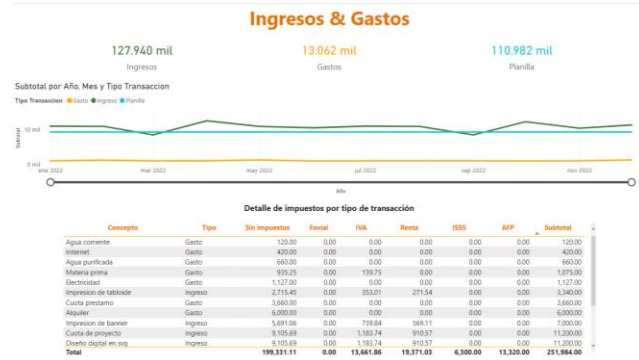 Ingresos & Gastos
127.940 mil
13.062 mil
110.982 mil
Ingresos
Gastos
Planilla
Subtotal por Año, Mes y Tipo Transaccion
Tipo Transaccion Gasto Ingreso Planilla
Subtotal
10 mil
0 mil
ene 2022 mar 2022 may 2022 jul 2022 sep 2022 nov 2022
Año
Detalle de impuestos por tipo de transacción
Concepto Tipo Sin impuestos Fovial IVA Renta ISSS AFP Subtotal
Agua corriente Gasto 120.00 0.00 0.00 0.00 0.00 0.00 120.00
Internet Gasto 420.00 0.00 0.00 0.00 0.00 0.00 420.00
Agua purificada Gasto 660.00 0.00 0.00 0.00 0.00 0.00 660.00
Materia prima Gasto 935.25 0.00 139.75 0.00 0.00 0.00 1,075.00
Electricidad Gasto 1,127.00 0.00 0.00 0.00 0.00 0.00 1,127.00
Impresion de tabloide Ingreso 2,715.45 0.00 353.01 271.54 0.00 0.00 3,340.00
Cuota prestamo Gasto 3,660.00 0.00 0.00 0.00 0.00 0.00 3,660.00
Alquiler Gasto 6,000.00 0.00 0.00 0.00 0.00 0.00 6,000.00
Impresion de banner Ingreso 5,691.06 0.00 739.84 569.11 0.00 0.00 7,000.00
Cuota de proyecto Ingreso 9,105.69 0.00 1,183.74 910.57 0.00 0.00 11,200.00
Diseño digital en svg Ingreso 9,105.69 0.00 1,183.74 910.57 0.00 0.00 11,200.00
Total 199,331.11 0.00 13,661.86 19,371.03 6,300.00 13,320.00 251,984.00